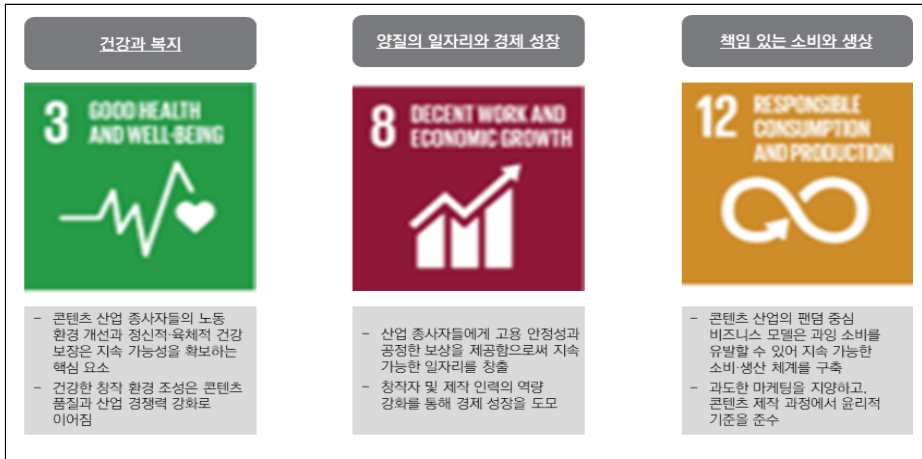 건강과 복지
양질의 일자리와 경제 성장
책임 있는 소비와 생상
3 GOOD HEALTH
AND WELL-BEING
8 DECENT WORK AND
ECONOMIC GROWTH
12 RESPONSIBLE
CONSUMPTION
AND PRODUCTION
- 콘텐츠 산업 종사자들의 노동
환경 개선과 정신적·육체적 건강
보장은 지속 가능성을 확보하는
핵심 요소
- 건강한 창작 환경 조성은 콘텐츠
품질과 산업 경쟁력 강화로
이어짐
- 산업 종사자들에게 고용 안정성과
공정한 보상을 제공함으로써 지속
가능한 일자리를 창출
- 창작자 및 제작 인력의 역량
강화를 통해 경제 성장을 도모
- 콘텐츠 산업의 팬덤 중심
비즈니스 모델은 과잉 소비를
유발할 수 있어 지속 가능한
소비·생산 체계를 구축
- 과도한 마케팅을 지양하고,
콘텐츠 제작 과정에서 윤리적
기준을 준수